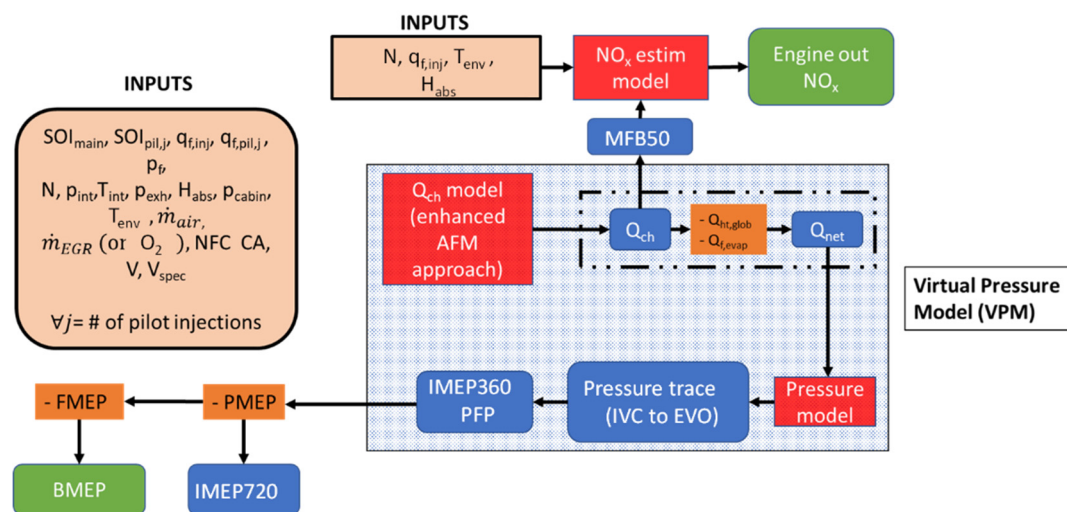 INPUTS
N, q_f,inj, T_env ,
H_abs
NO_x estim
model
Engine out
NO_x
INPUTS
SOI_main, SOI_pil,j, q_f,inj, q_f,pil,j ,
p_f,
N, p_int,T_int, p_exh, H_abs, p_cabin,
T_env , ṁ_air,
ṁ_EGR (or O_2 ), NFC CA,
V, V_spec
∀j= # of pilot injections
MFB50
Q_ch model
(enhanced
AFM
approach)
Q_ch
- Q_ht,glob
- Q_f,evap
Q_net
Virtual Pressure
Model (VPM)
Pressure
model
Pressure trace
(IVC to EVO)
IMEP360
PFP
- PMEP
- FMEP
BMEP
IMEP720